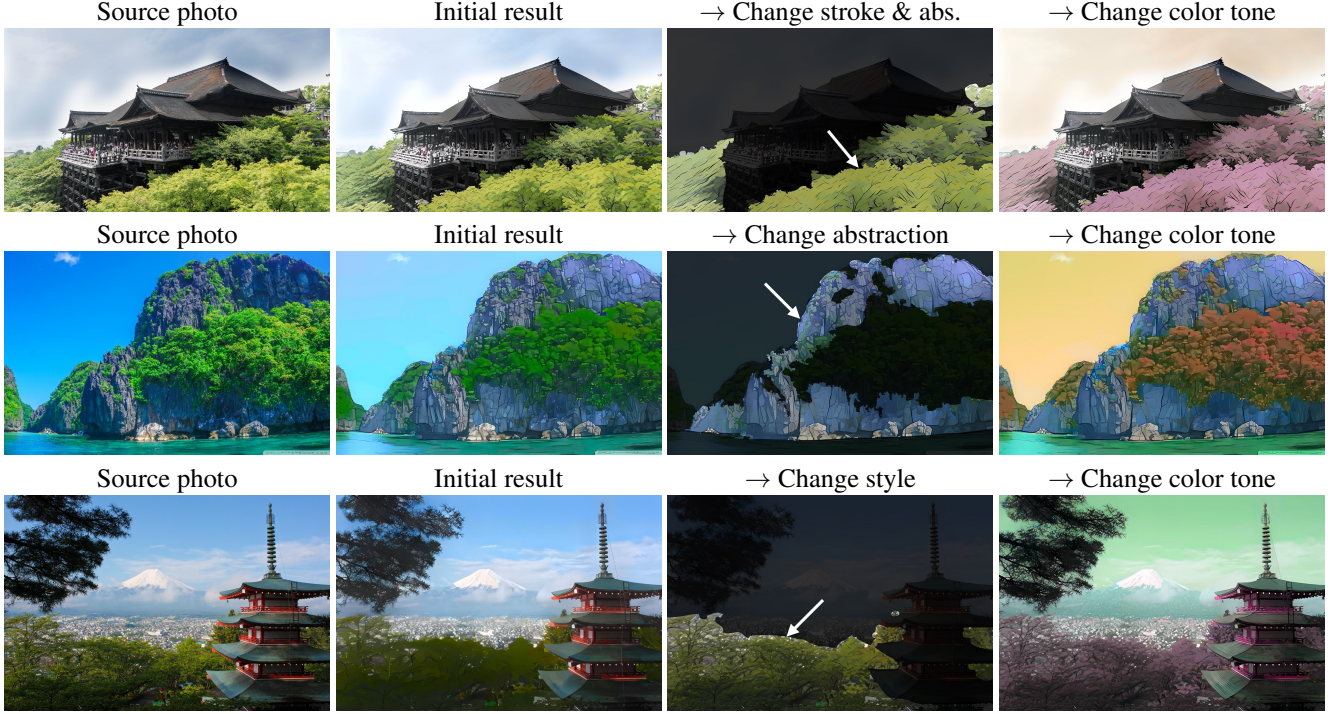 Source photo
Initial result
→ Change stroke & abs.
→ Change color tone
Source photo
Initial result
→ Change abstraction
→ Change color tone
Source photo
Initial result
→ Change style
→ Change color tone